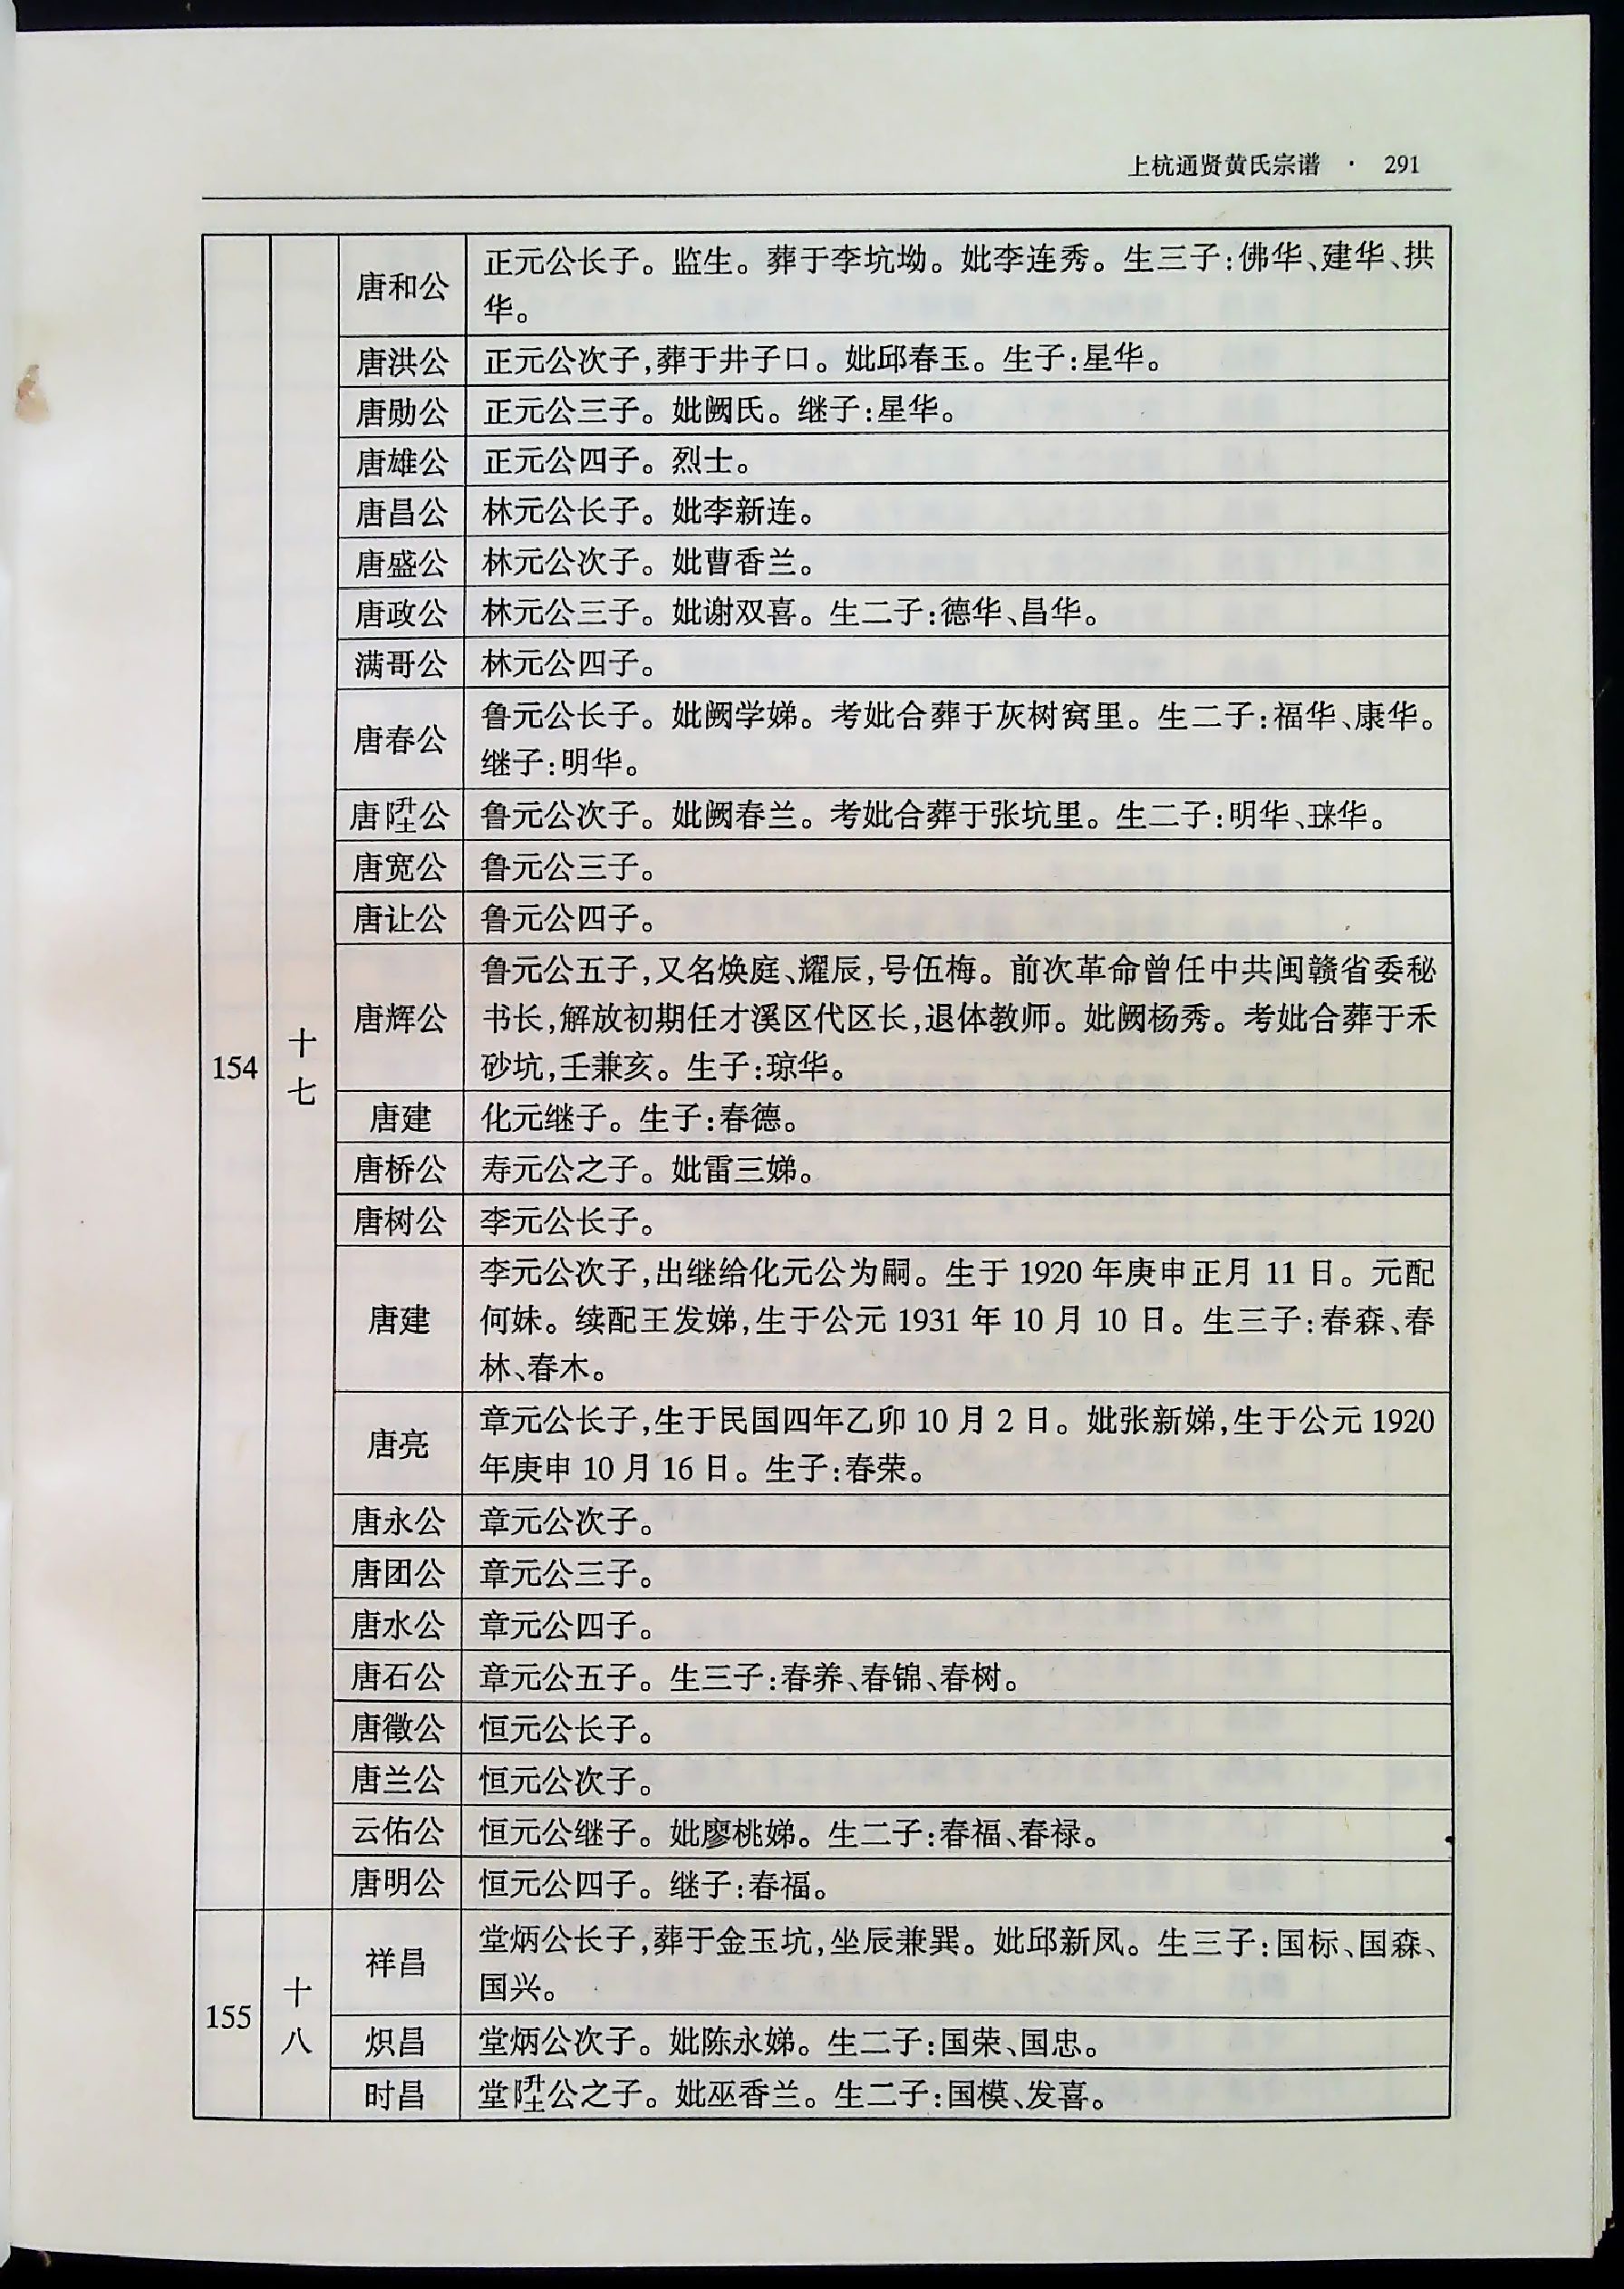 上杭通贤黄氏宗谱 · 291
154
十七
唐和公 正元公长子。监生。葬于李坑坳。妣李连秀。生三子:佛华、建华、拱
华。
唐洪公 正元公次子,葬于井子口。妣邱春玉。生子:星华。
唐勋公 正元公三子。妣阙氏。继子:星华。
唐雄公 正元公四子。烈士。
唐昌公 林元公长子。妣李新连。
唐盛公 林元公次子。妣曹香兰。
唐政公 林元公三子。妣谢双喜。生二子:德华、昌华。
满哥公 林元公四子。
唐春公 鲁元公长子。妣阙学娣。考妣合葬于灰树窝里。生二子:福华、康华。
继子:明华。
唐陞公 鲁元公次子。妣阙春兰。考妣合葬于张坑里。生二子:明华、琜华。
唐宽公 鲁元公三子。
唐让公 鲁元公四子。
唐辉公 鲁元公五子,又名焕庭、耀辰,号伍梅。前次革命曾任中共闽赣省委秘
书长,解放初期任才溪区代区长,退休教师。妣阙杨秀。考妣合葬于禾
砂坑,壬兼亥。生子:琼华。
唐建 化元继子。生子:春德。
唐桥公 寿元公之子。妣雷三娣。
唐树公 李元公长子。
唐建 李元公次子,出继给化元公为嗣。生于 1920 年庚申正月 11 日。元配
何妹。续配王发娣,生于公元 1931 年 10 月 10 日。生三子:春森、春
林、春木。
唐亮 章元公长子,生于民国四年乙卯 10 月 2 日。妣张新娣,生于公元 1920
年庚申 10 月 16 日。生子:春荣。
唐永公 章元公次子。
唐团公 章元公三子。
唐水公 章元公四子。
唐石公 章元公五子。生三子:春养、春锦、春树。
唐徵公 恒元公长子。
唐兰公 恒元公次子。
云佑公 恒元公继子。妣廖桃娣。生二子:春福、春禄。
唐明公 恒元公四子。继子:春福。
155
十八
祥昌 堂炳公长子,葬于金玉坑,坐辰兼巽。妣邱新凤。生三子:国标、国森、
国兴。
炽昌 堂炳公次子。妣陈永娣。生二子:国荣、国忠。
时昌 堂陞公之子。妣巫香兰。生二子:国模、发喜。